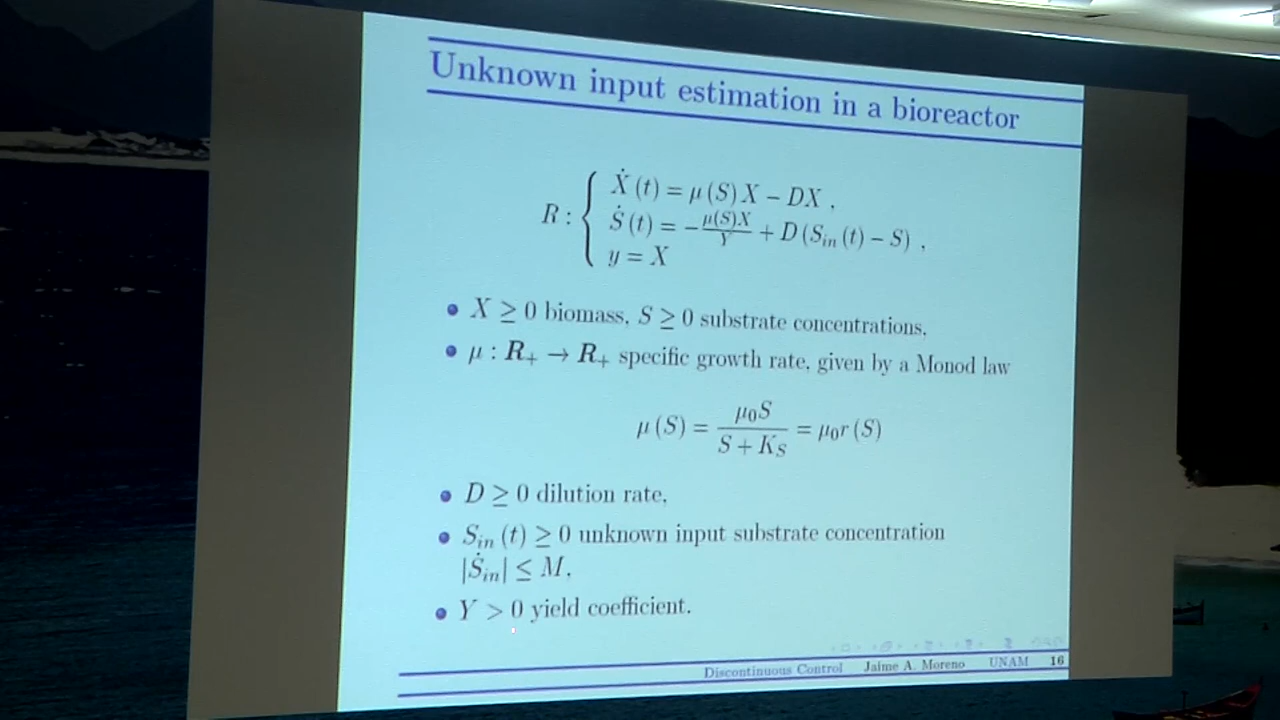 Unknown input estimation in a bioreactor
R : { Ẋ (t) = μ (S) X − DX ,
Ṡ (t) = − μ(S)X / Y + D (S_in (t) − S) ,
y = X
• X ≥ 0 biomass, S ≥ 0 substrate concentrations,
• μ : R₊ → R₊ specific growth rate, given by a Monod law
μ (S) = μ₀S / (S + K_S) = μ₀r (S)
• D ≥ 0 dilution rate,
• S_in (t) ≥ 0 unknown input substrate concentration
|Ṡ_in| ≤ M,
• Y > 0 yield coefficient.
Discontinuous Control Jaime A. Moreno UNAM 16